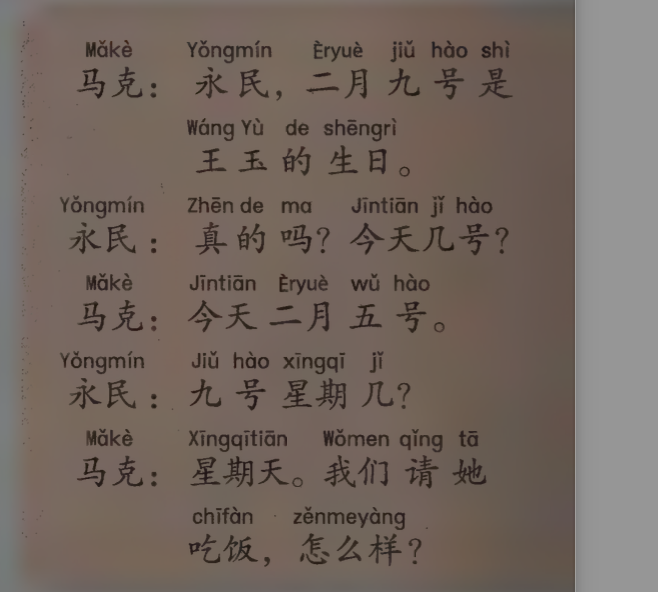 Mǎkè Yǒngmín Èryuè jiǔ hào shì
马克： 永民，二月九号是
Wáng Yù de shēngrì
王玉的生日。
Yǒngmín Zhēn de ma Jīntiān jǐ hào
永民： 真的吗？今天几号？
Mǎkè Jīntiān Èryuè wǔ hào
马克： 今天二月五号。
Yǒngmín Jiǔ hào xīngqī jǐ
永民： 九号星期几？
Mǎkè Xīngqītiān Wǒmen qǐng tā
马克： 星期天。我们请她
chīfàn zěnmeyàng
吃饭，怎么样？